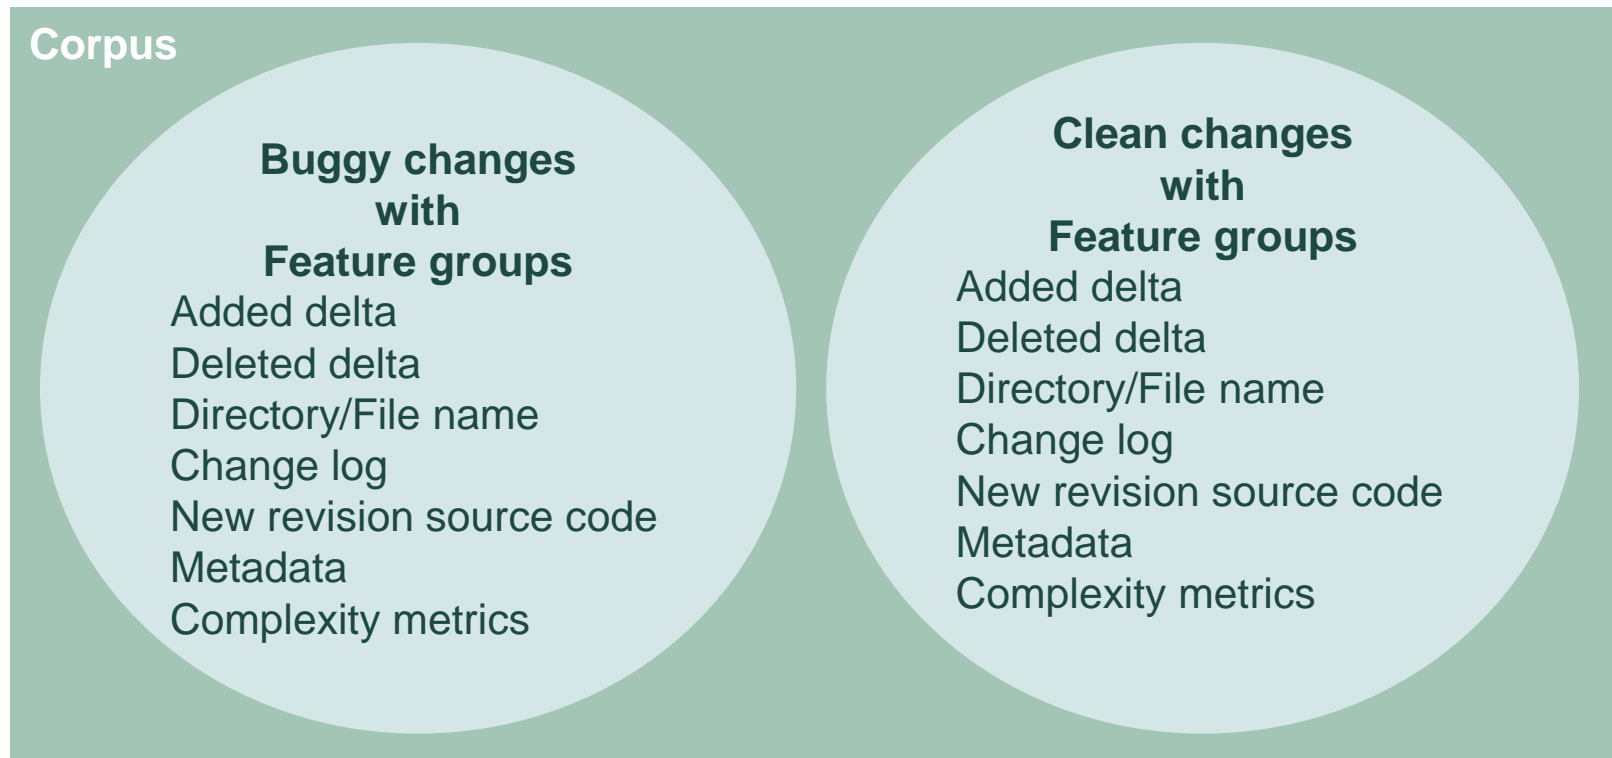 Corpus
Buggy changes
with
Feature groups
Added delta
Deleted delta
Directory/File name
Change log
New revision source code
Metadata
Complexity metrics
Clean changes
with
Feature groups
Added delta
Deleted delta
Directory/File name
Change log
New revision source code
Metadata
Complexity metrics